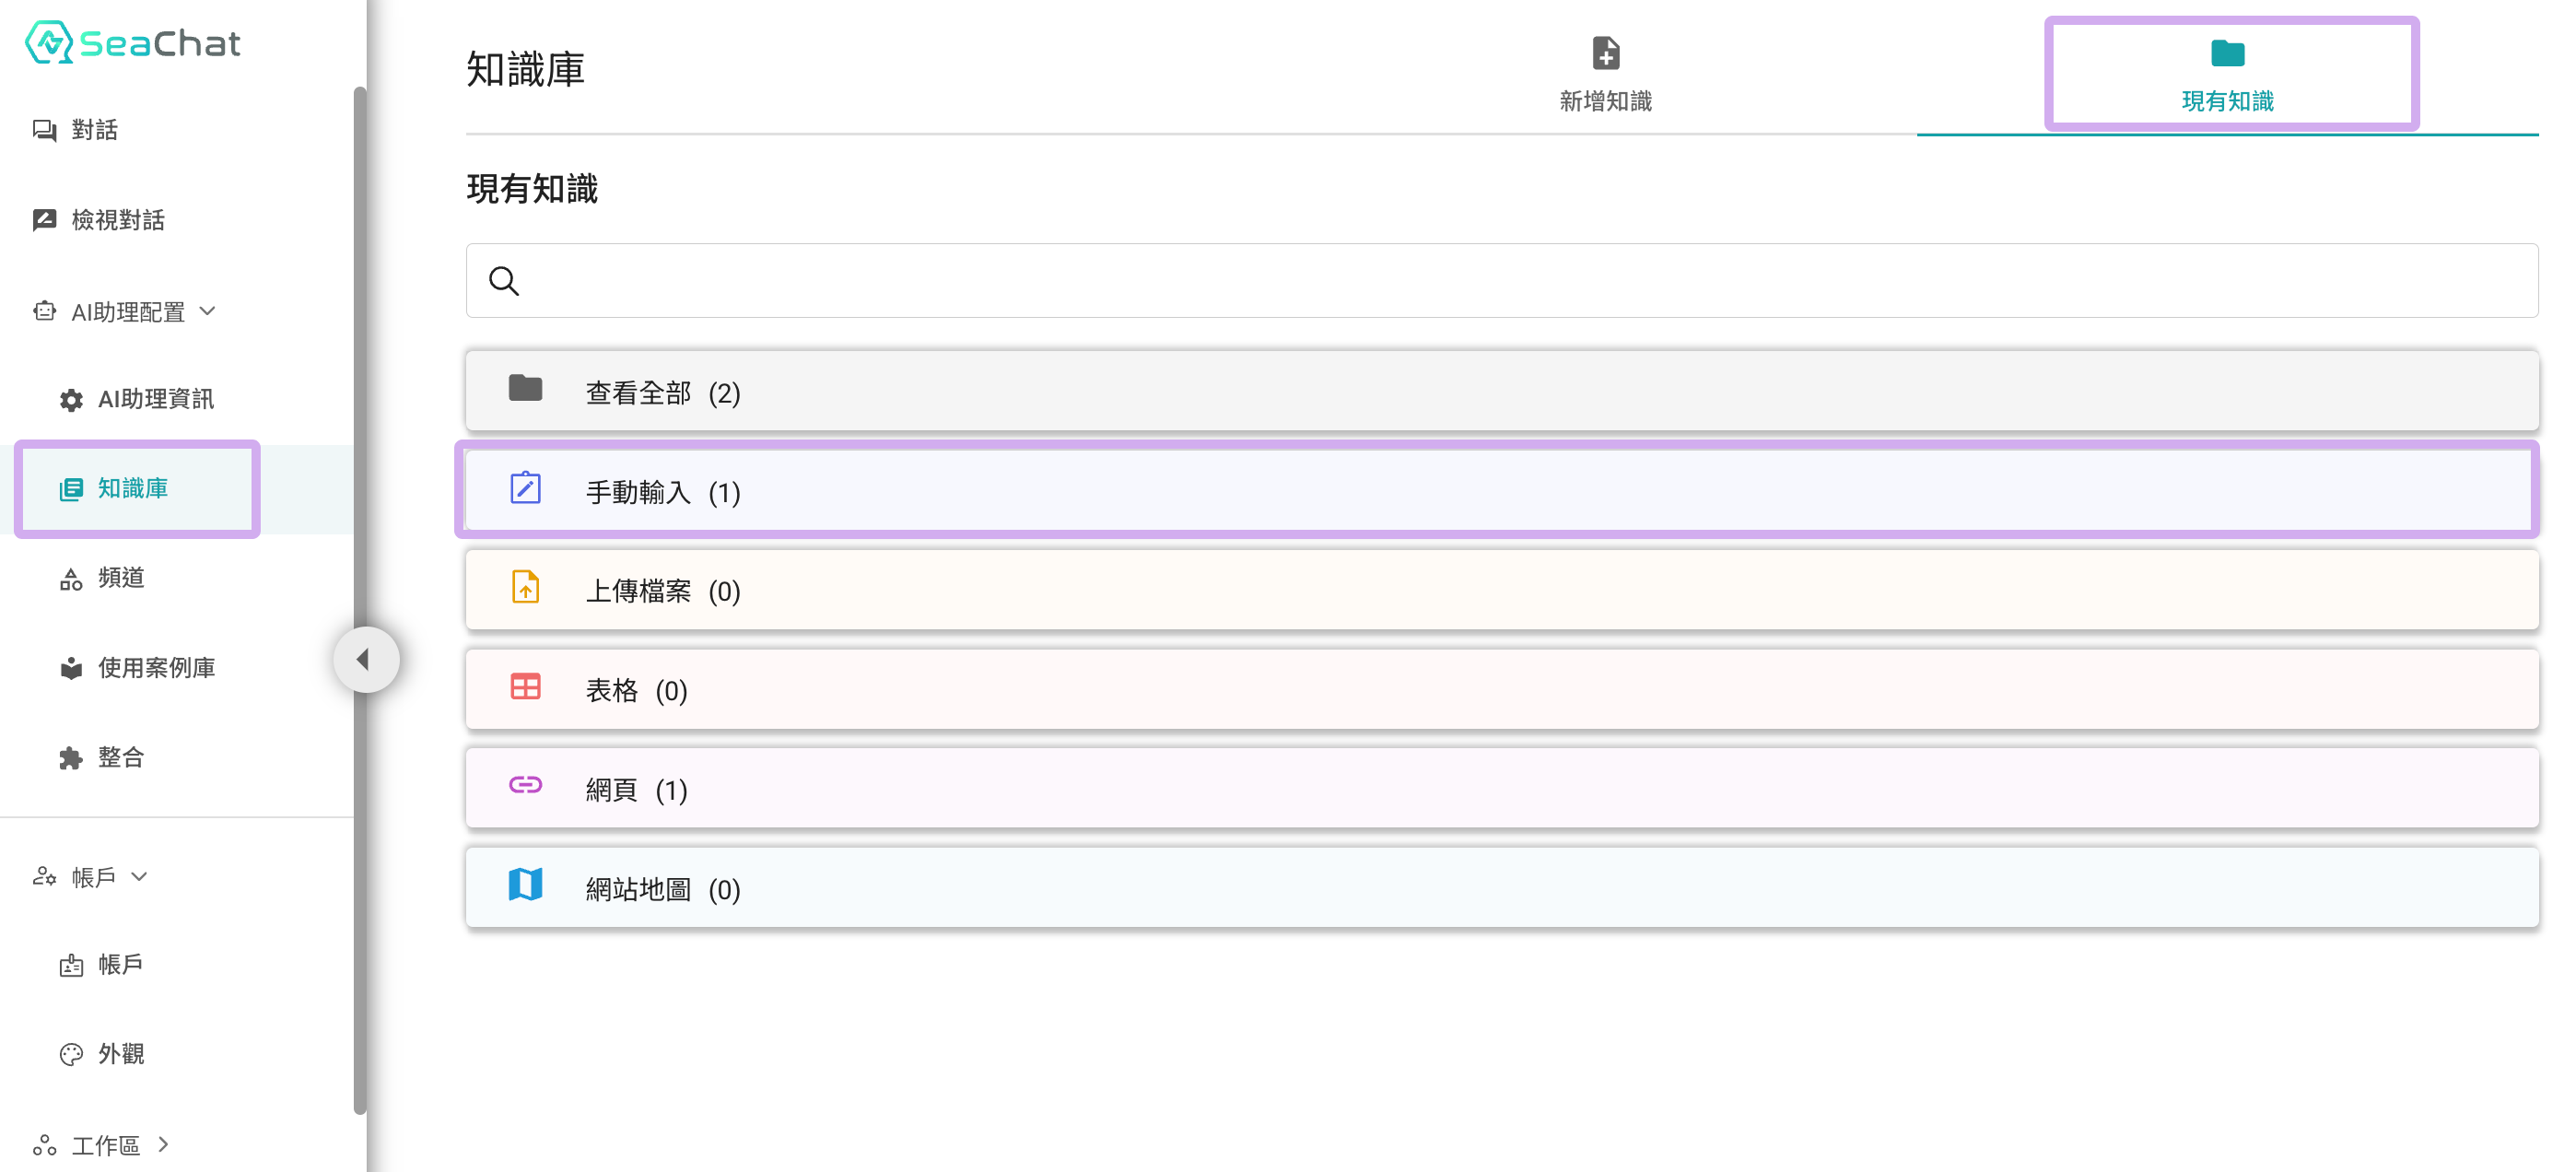 SeaChat
對話
檢視對話
AI助理配置
AI助理資訊
知識庫
頻道
使用案例庫
整合
帳戶
帳戶
外觀
工作區
知識庫
新增知識
現有知識
現有知識
查看全部 (2)
手動輸入 (1)
上傳檔案 (0)
表格 (0)
網頁 (1)
網站地圖 (0)